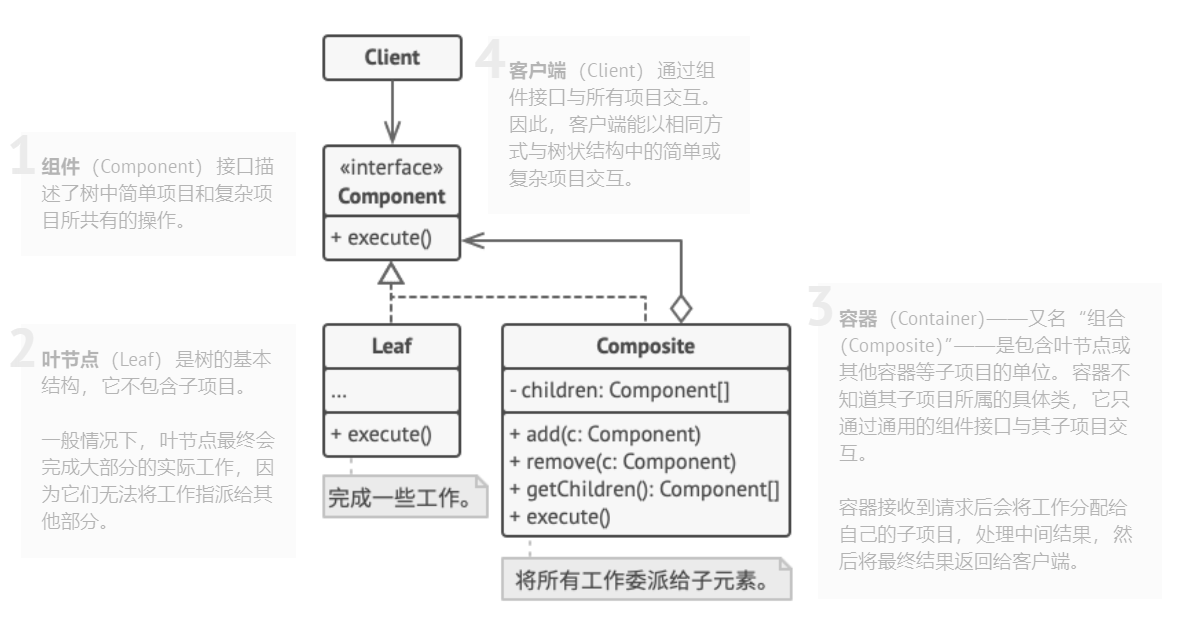 Client
4
客户端 （Client） 通过组
件接口与所有项目交互。
因此， 客户端能以相同方
式与树状结构中的简单或
复杂项目交互。
1
组件 （Component） 接口描
述了树中简单项目和复杂项
目所共有的操作。
«interface»
Component
+ execute()
2
叶节点 （Leaf） 是树的基本
结构， 它不包含子项目。
一般情况下， 叶节点最终会
完成大部分的实际工作， 因
为它们无法将工作指派给其
他部分。
Leaf
...
+ execute()
完成一些工作。
Composite
- children: Component[]
+ add(c: Component)
+ remove(c: Component)
+ getChildren(): Component[]
+ execute()
将所有工作委派给子元素。
3
容器 （Container)——又名 “组合
(Composite)”——是包含叶节点或
其他容器等子项目的单位。 容器不
知道其子项目所属的具体类， 它只
通过通用的组件接口与其子项目交
互。
容器接收到请求后会将工作分配给
自己的子项目， 处理中间结果， 然
后将最终结果返回给客户端。